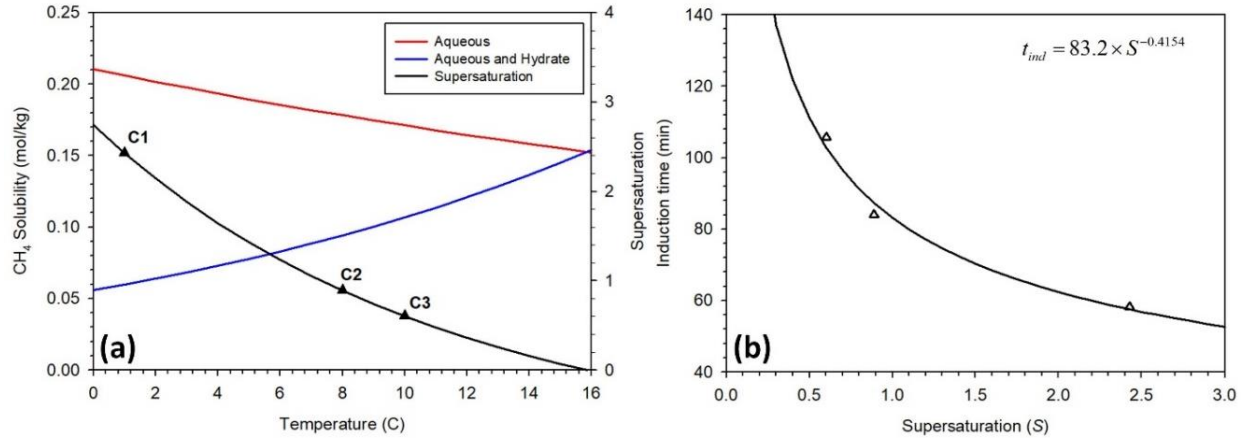 0.25
0.20
0.15
0.10
0.05
0.00
CH₄ Solubility (mol/kg)
Aqueous
Aqueous and Hydrate
Supersaturation
C1
C2
C3
(a)
0 2 4 6 8 10 12 14 16
Temperature (C)
4
3
2
1
0
Supersaturation
140
120
100
80
60
40
Induction time (min)
t_ind = 83.2 × S^−0.4154
(b)
0.0 0.5 1.0 1.5 2.0 2.5 3.0
Supersaturation (S)